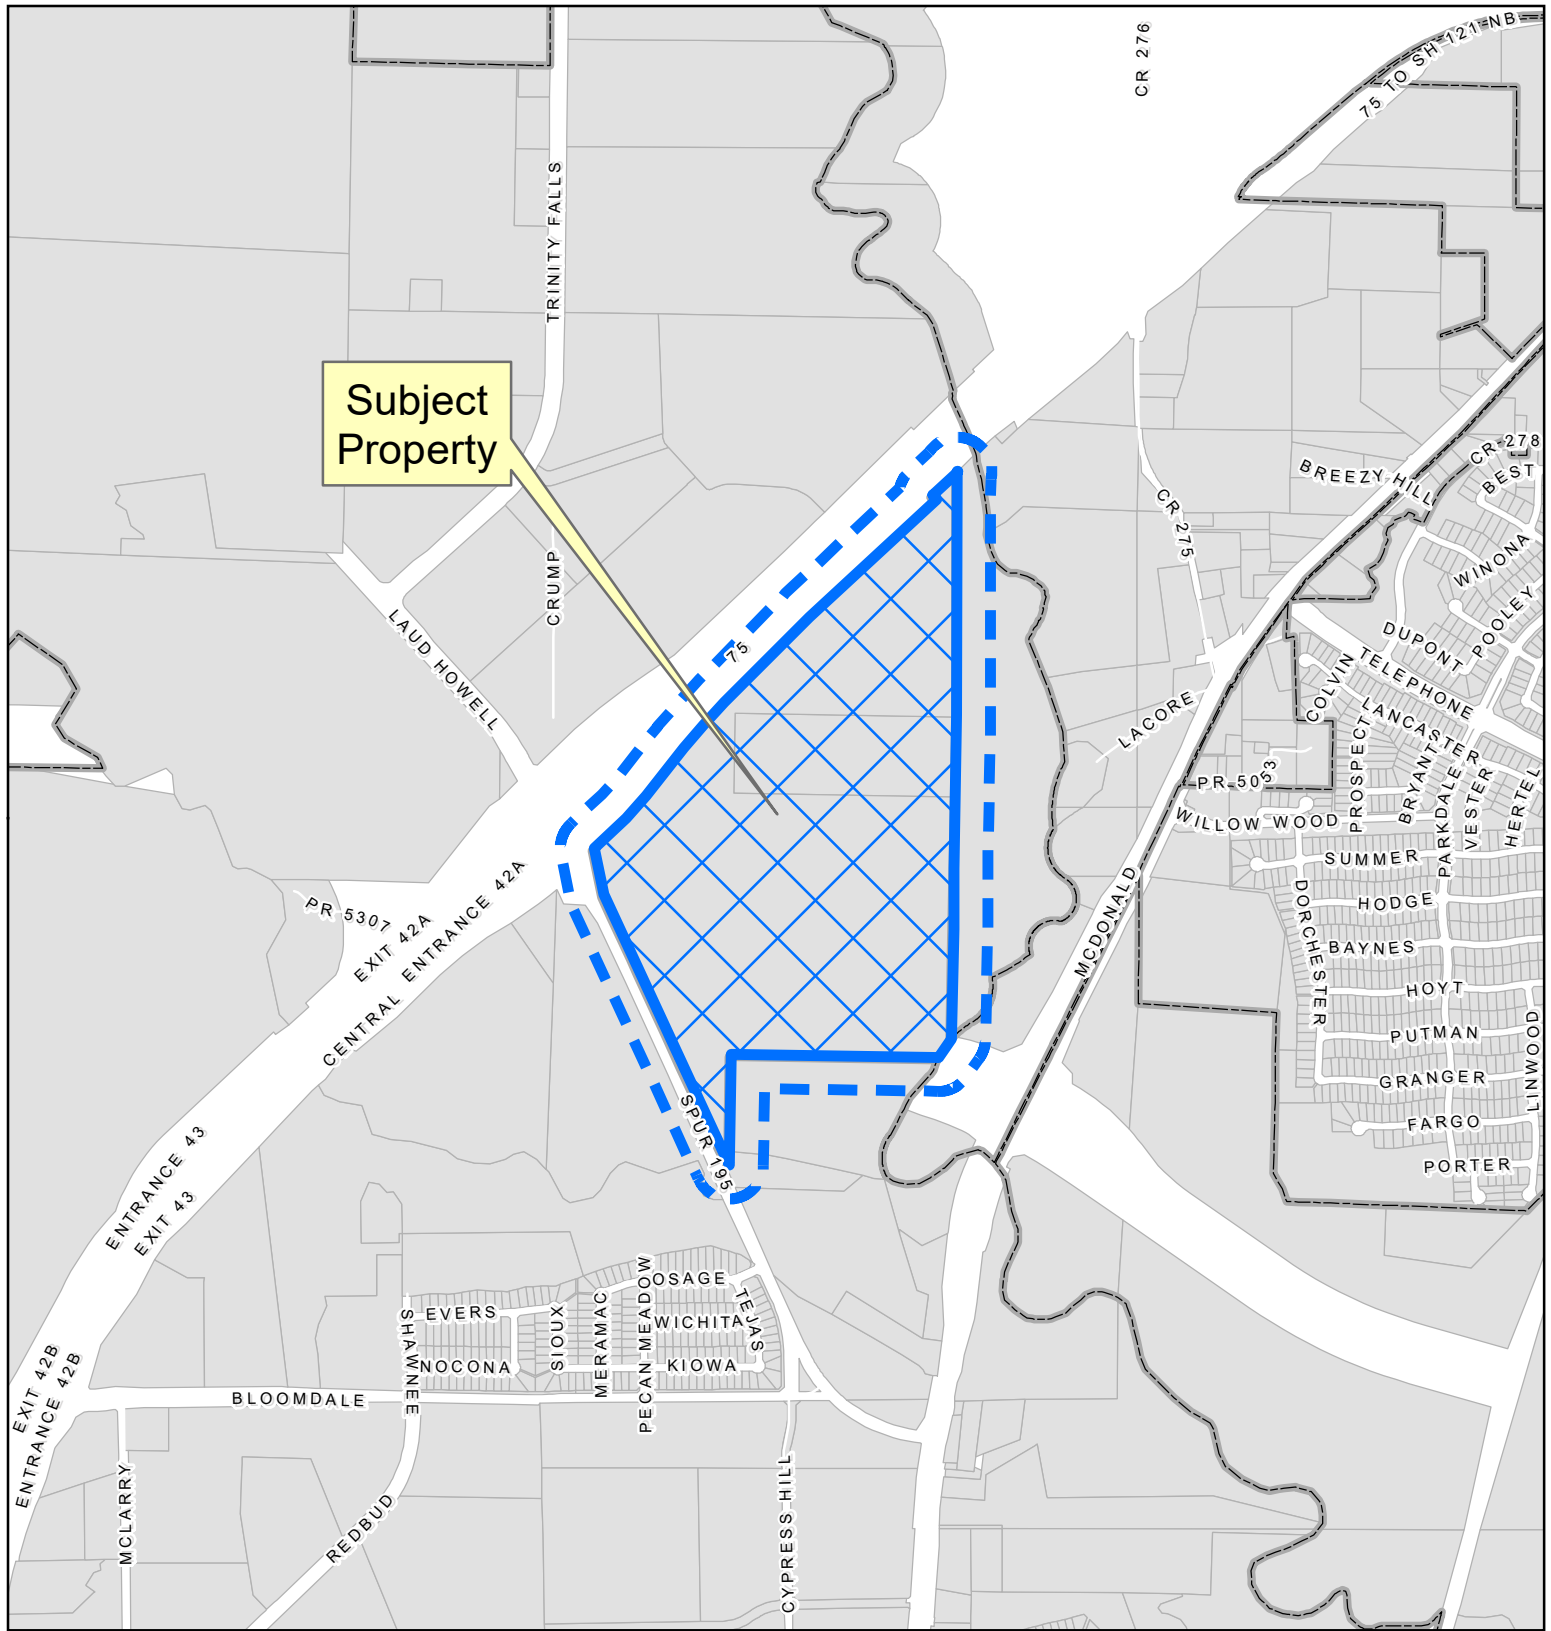 CR 276
75 TO SH 121 NB
TRINITY FALLS
Subject
Property
CR 278
BEST
BREEZY HILL
CR 275
WINONA
POOLEY
CRUMP
LAUD HOWELL
75
DUPONT
TELEPHONE
COLVIN
LANCASTER
LACORE
PROSPECT
BRYANT
PARKDALE
VESTER
HERTEL
PR 5053
WILLOW WOOD
SUMMER
DORCHESTER
HODGE
BAYNES
HOYT
PUTMAN
GRANGER
LINWOOD
FARGO
PORTER
MCDONALD
PR 5307
EXIT 42A
CENTRAL
ENTRANCE 42A
SPUR 195
ENTRANCE 43
EXIT 43
OSAGE
EVERS
SIOUX
MERAMAC
PECAN MEADOW
WICHITA
TEJAS
SHAWNEE
NOCONA
KIOWA
EXIT 42B
ENTRANCE 42B
BLOOMDALE
MCLARRY
REDBUD
CYPRESS HILL